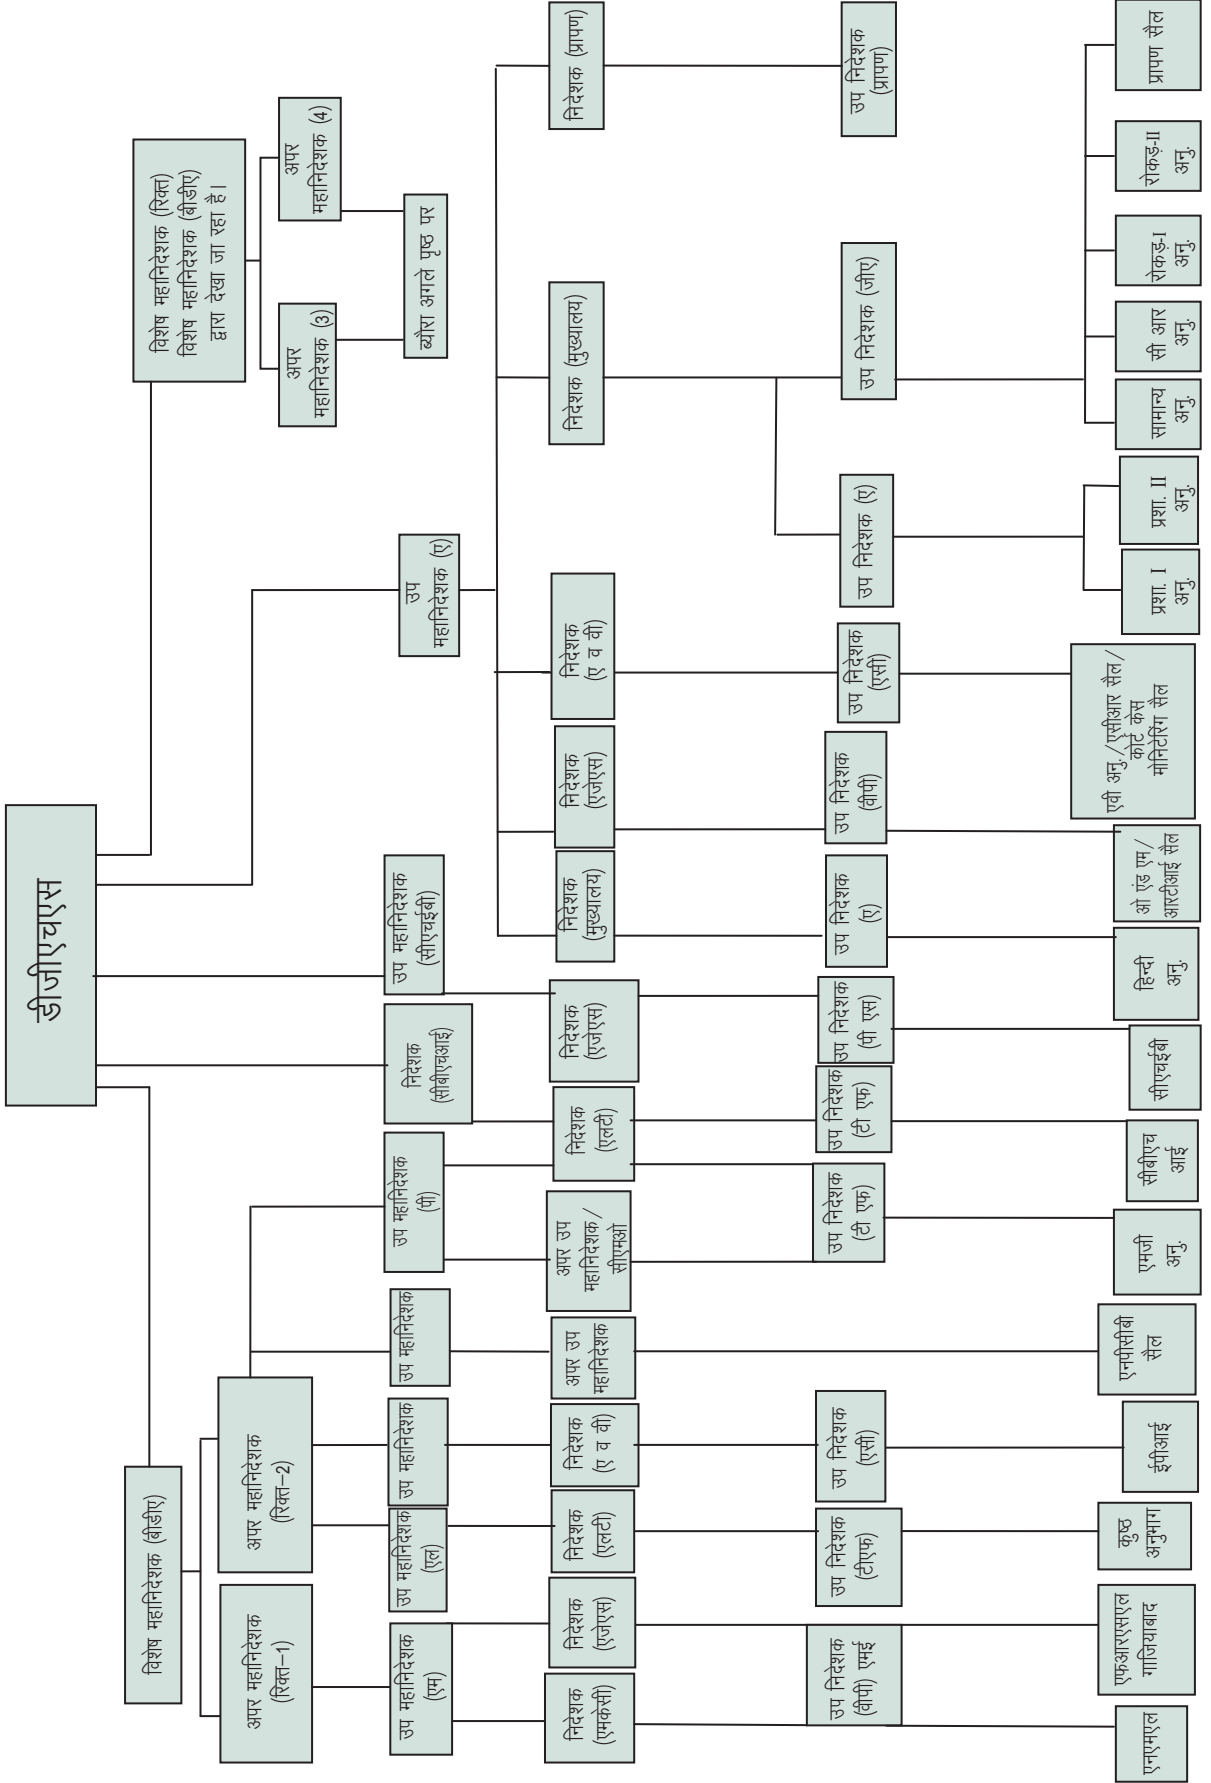 डीजीएचएस
विशेष महानिदेशक (बीडीए)
विशेष महानिदेशक (रिक्त)
विशेष महानिदेशक (बीडीए)
द्वारा देखा जा रहा है।
अपर महानिदेशक
(रिक्त–1)
अपर महानिदेशक
(रिक्त–2)
अपर
महानिदेशक (3)
अपर
महानिदेशक (4)
ब्यौरा अगले पृष्ठ पर
उप महानिदेशक
(एम)
उप महानिदेशक
(एल)
उप महानिदेशक
उप महानिदेशक
उप महानिदेशक
(पी)
निदेशक
(सीबीएचआई)
उप महानिदेशक
(सीएचईबी)
उप
महानिदेशक (ए)
निदेशक
(एमकेसी)
निदेशक
(एजेएस)
निदेशक
(एलटी)
निदेशक
(ए व वी)
अपर उप
महानिदेशक
अपर उप
महानिदेशक/
सीएमओ
निदेशक
(एलटी)
निदेशक
(एजेएस)
निदेशक
(मुख्यालय)
निदेशक
(एजेएस)
निदेशक
(ए व वी)
निदेशक (मुख्यालय)
निदेशक (प्रापण)
उप निदेशक
(वीपी) एमई
उप निदेशक
(टीएफ)
उप निदेशक
(एसी)
उप निदेशक
(टी एफ)
उप निदेशक
(टी एफ)
उप निदेशक
(पी एस)
उप निदेशक
(ए)
उप निदेशक
(वीपी)
उप निदेशक
(एसी)
उप निदेशक (ए)
उप निदेशक (जीए)
उप निदेशक
(प्रापण)
एनएमएल
एफआरएसएल
गाजियाबाद
कुष्ठ
अनुभाग
ईपीआई
एनपीसीबी
सैल
एमजी
अनु.
सीबीएच
आई
सीएचईबी
हिन्दी
अनु.
ओ एंड एम/
आरटीआई सैल
एवी अनु./एसीआर सैल/
कोर्ट केस
मोनिटेरिंग सैल
प्रशा. I
अनु.
प्रशा. II
अनु.
सामान्य
अनु.
सी आर
अनु.
रोकड़-I
अनु.
रोकड़-II
अनु.
प्रापण सैल